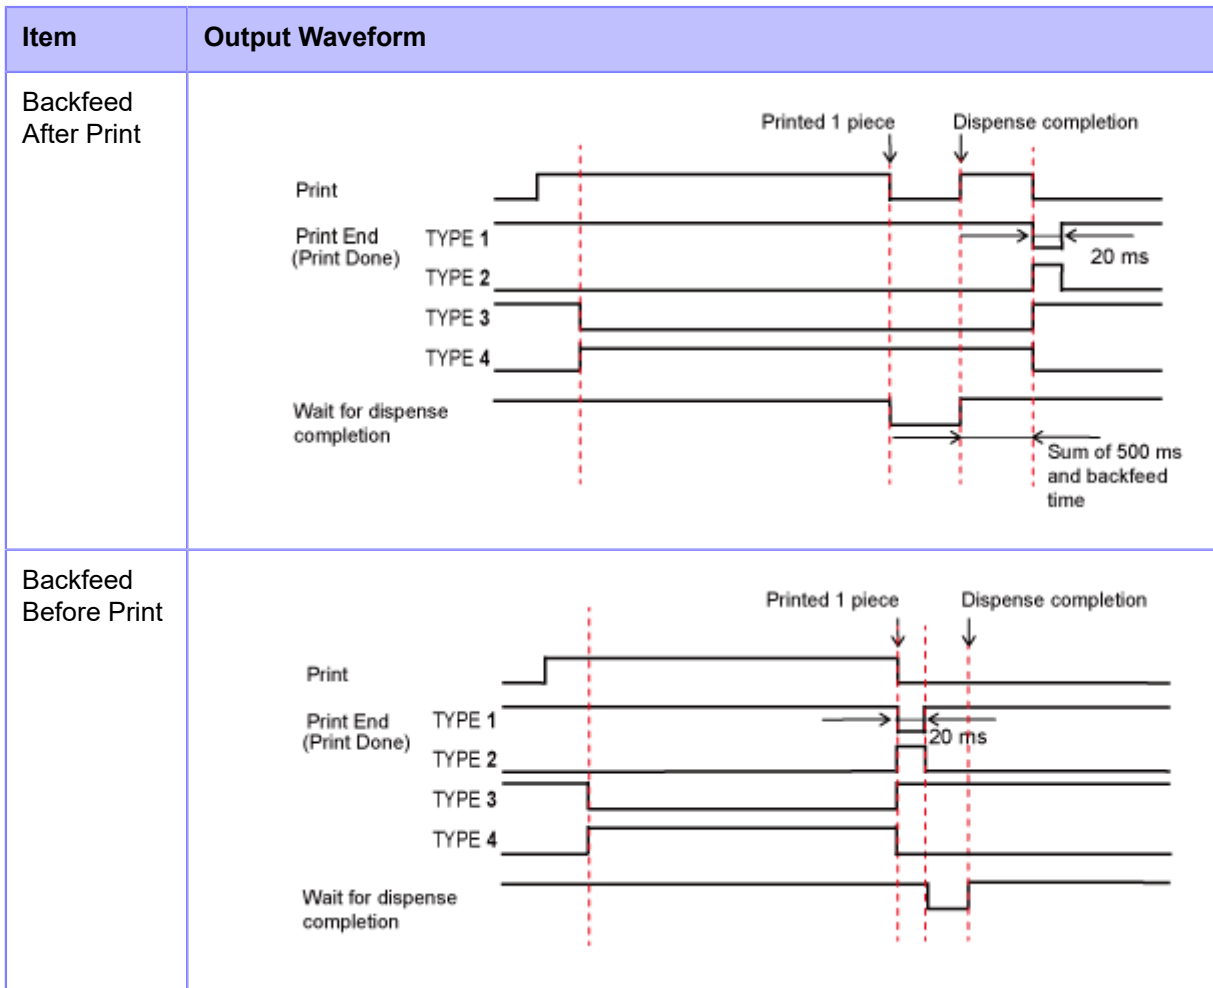 Item
Output Waveform
Backfeed
After Print
Printed 1 piece
Dispense completion
Print
Print End
(Print Done)
TYPE 1
20 ms
TYPE 2
TYPE 3
TYPE 4
Wait for dispense
completion
Sum of 500 ms
and backfeed
time
Backfeed
Before Print
Printed 1 piece
Dispense completion
Print
Print End
(Print Done)
TYPE 1
20 ms
TYPE 2
TYPE 3
TYPE 4
Wait for dispense
completion